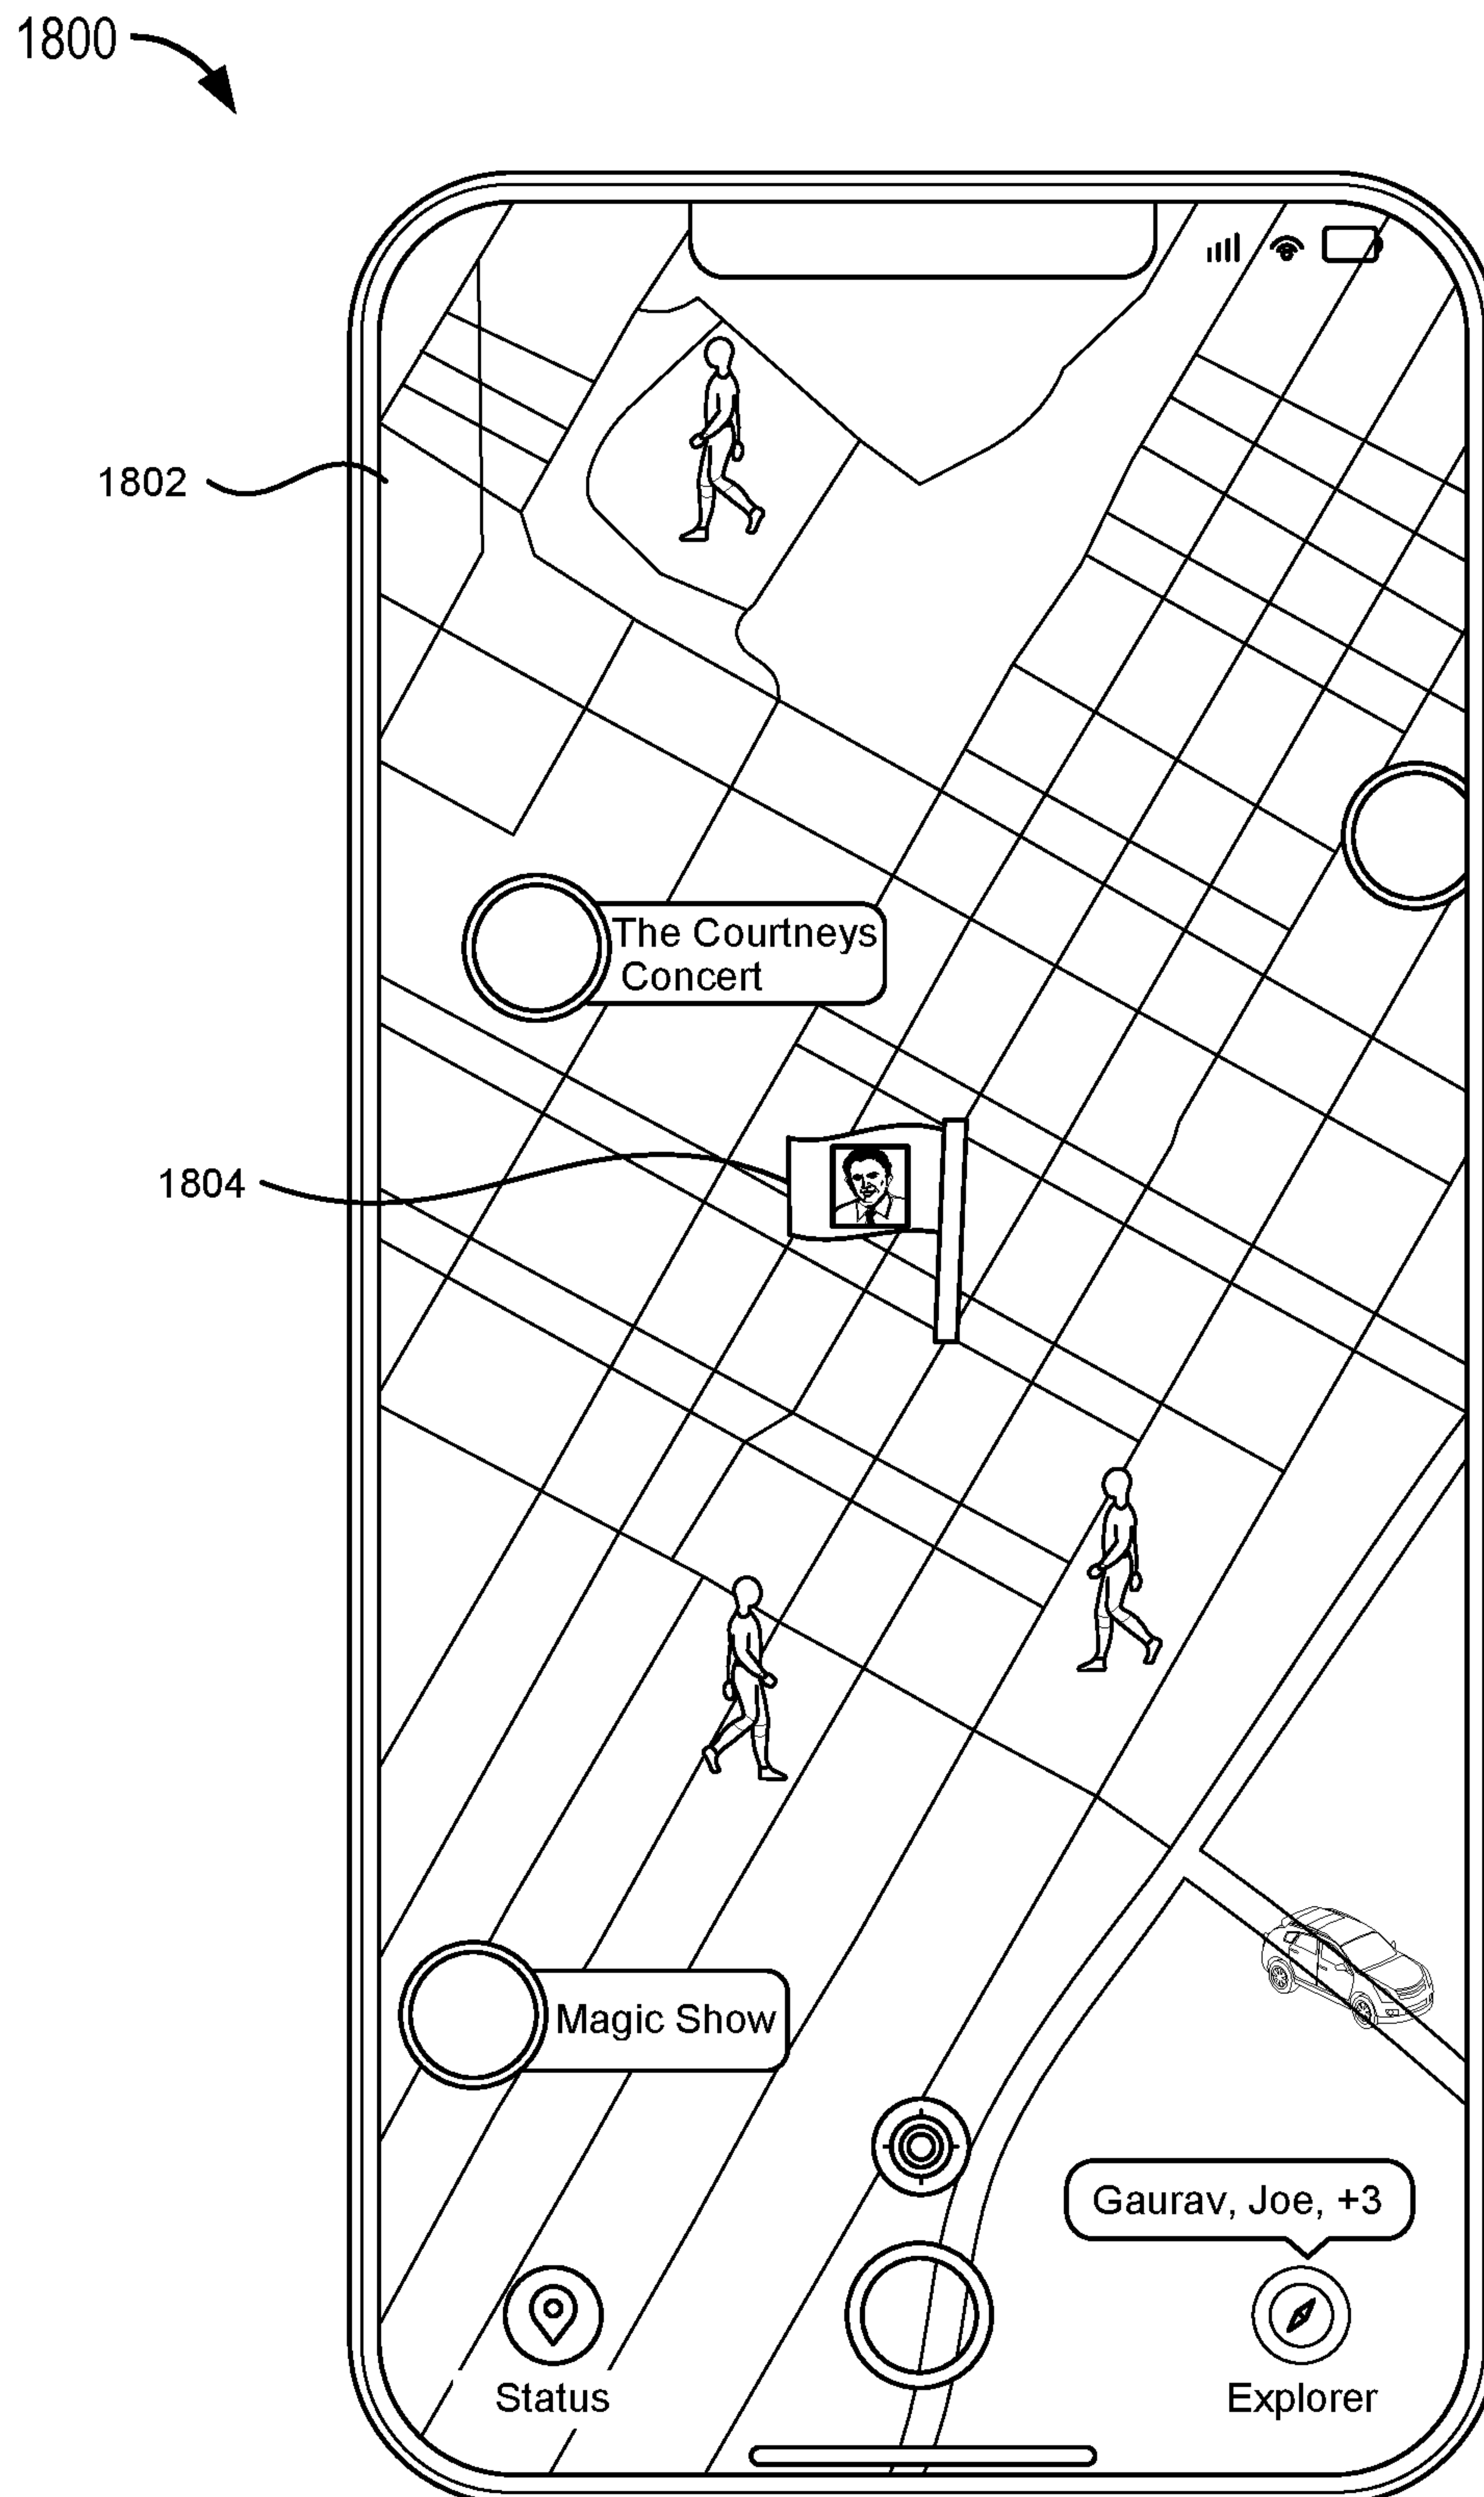 1800
1802
The Courtneys
Concert
1804
Magic Show
Gaurav, Joe, +3
Status
Explorer